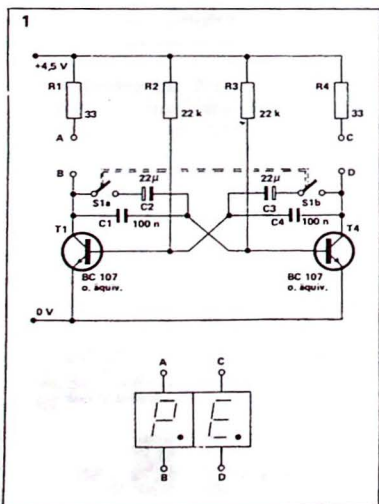 1
+4,5 V
R1
R2
R3
R4
33
22 k
22 k
33
A
C
B
D
22µ
22µ
S1a
S1b
C2
C3
C1
100 n
C4
100 n
T1
T4
BC 107
o. äquiv.
BC 107
o. äquiv.
0 V
A
C
P. E.
B
D